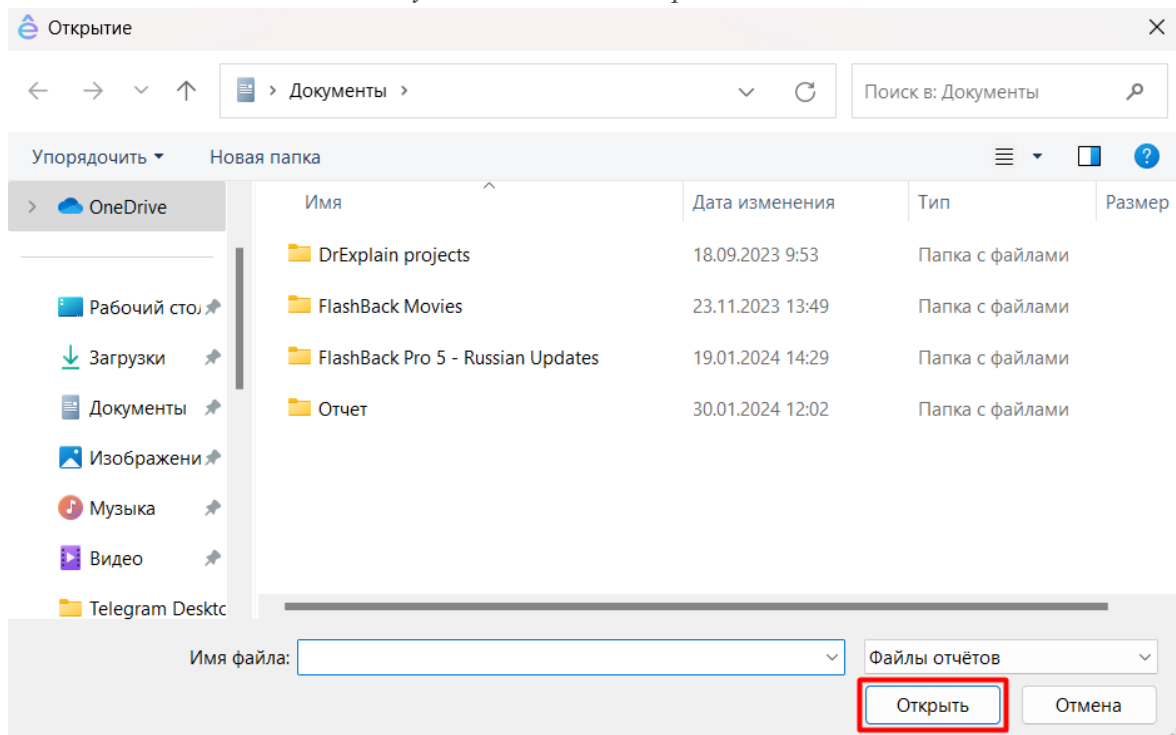 Открытие
Документы
Поиск в: Документы
Упорядочить Новая папка
OneDrive Имя Дата изменения Тип Размер
DrExplain projects 18.09.2023 9:53 Папка с файлами
Рабочий сто FlashBack Movies 23.11.2023 13:49 Папка с файлами
Загрузки FlashBack Pro 5 - Russian Updates 19.01.2024 14:29 Папка с файлами
Документы Отчет 30.01.2024 12:02 Папка с файлами
Изображени
Музыка
Видео
Telegram Deskto
Имя файла: Файлы отчётов
Открыть Отмена